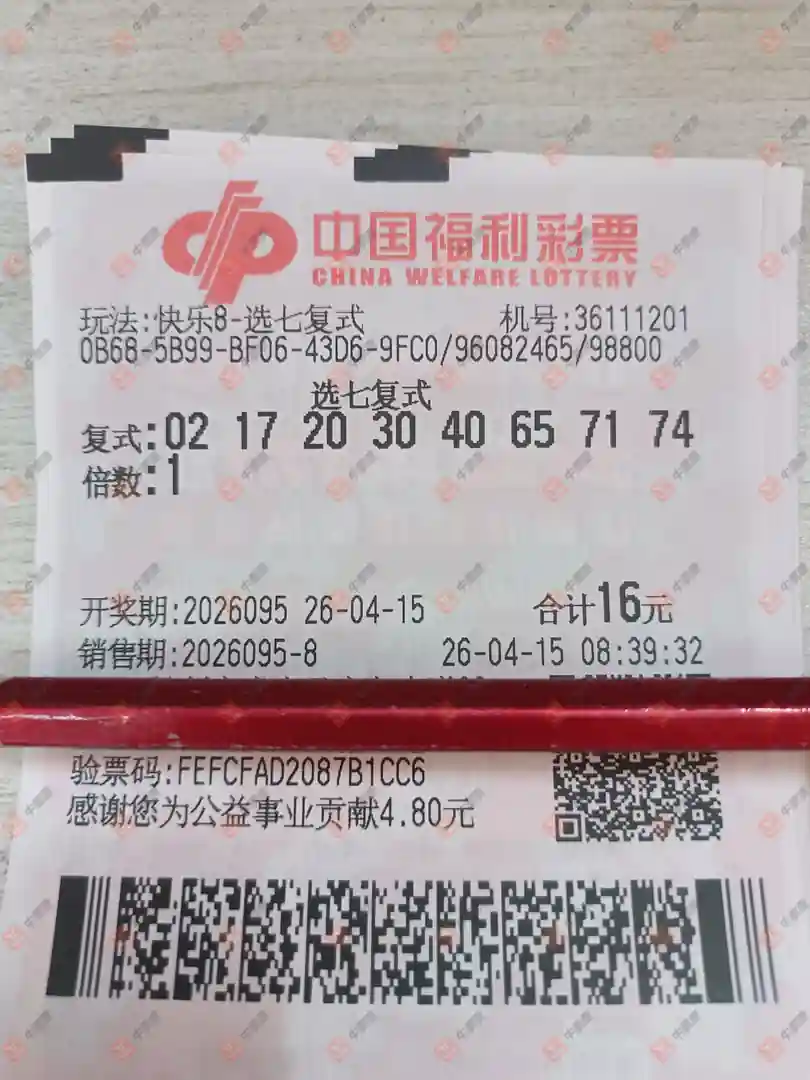 中国福利彩票
CHINA WELFARE LOTTERY
玩法:快乐8-选七复式 机号:36111201
0B68-5B99-BF06-43D6-9FC0/96082465/98800
选七复式
复式:02 17 20 30 40 65 71 74
倍数:1
开奖期:2026095 26-04-15 合计16元
销售期:2026095-8 26-04-15 08:39:32
验票码:FEFCFAD2087B1CC6
感谢您为公益事业贡献4.80元